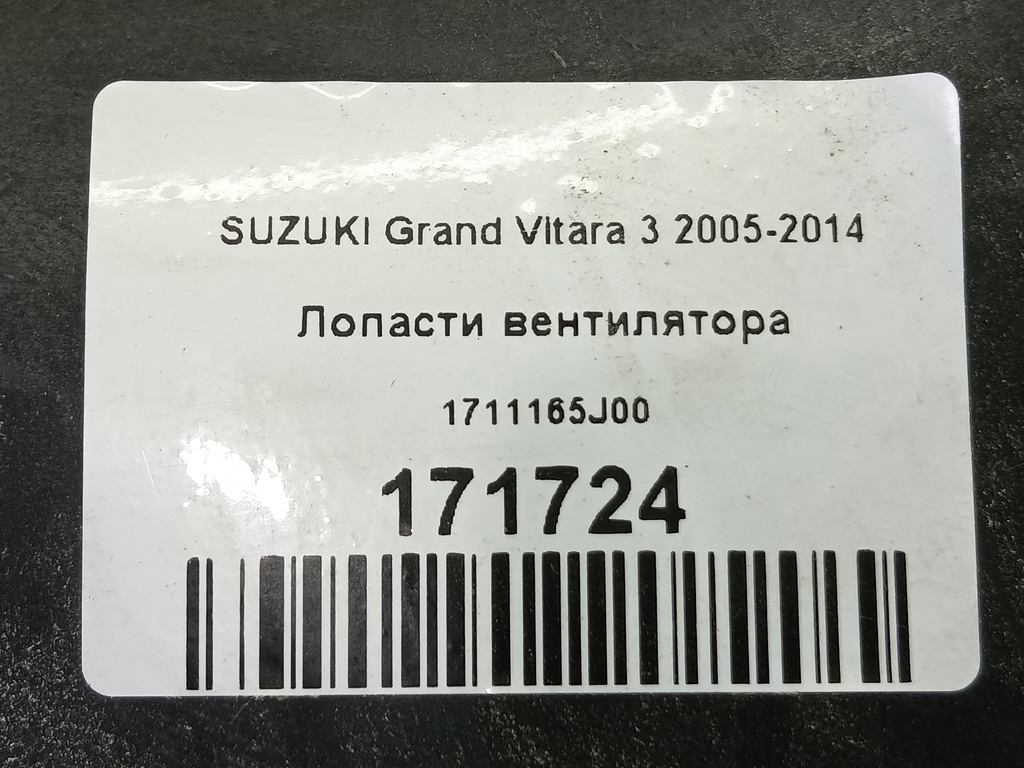 SUZUKI Grand Vitara 3 2005-2014
Лопасти вентилятора
1711165J00
171724